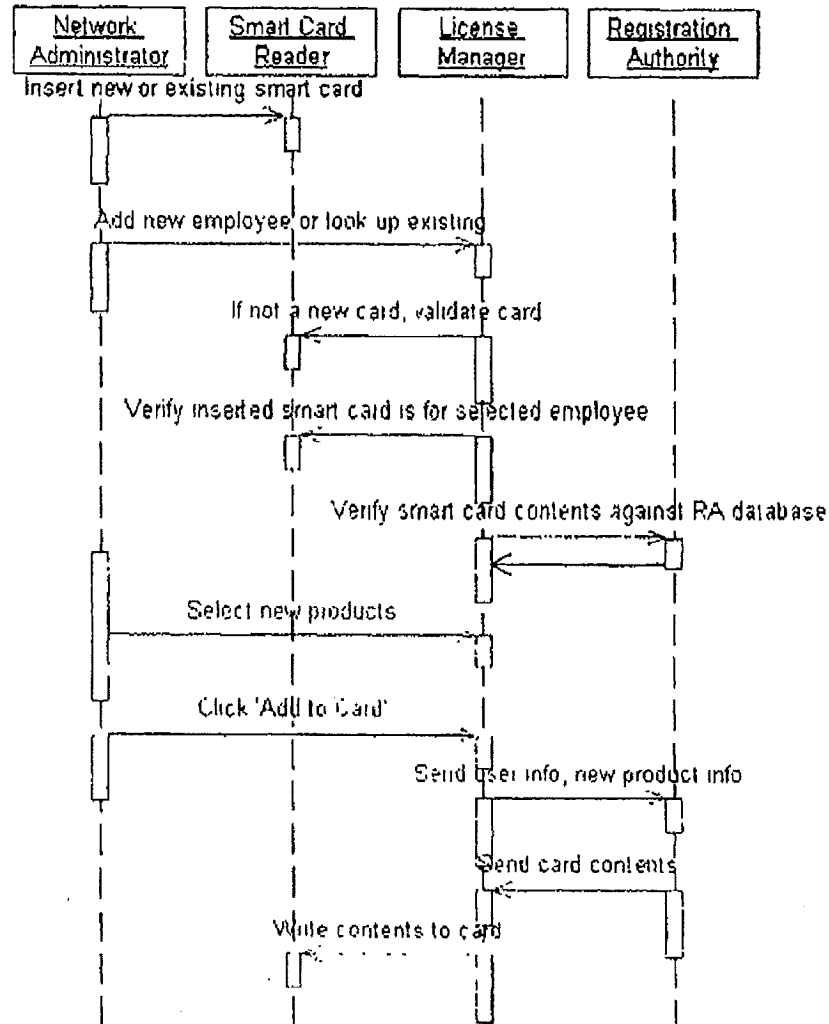 Network
Administrator
Smart Card
Reader
License
Manager
Registration
Authority
Insert new or existing smart card
Add new employee or look up existing
If not a new card, validate card
Verify inserted smart card is for selected employee
Verify smart card contents against RA database
Select new products
Click 'Add to Card'
Send user info, new product info
Send card contents
Write contents to card